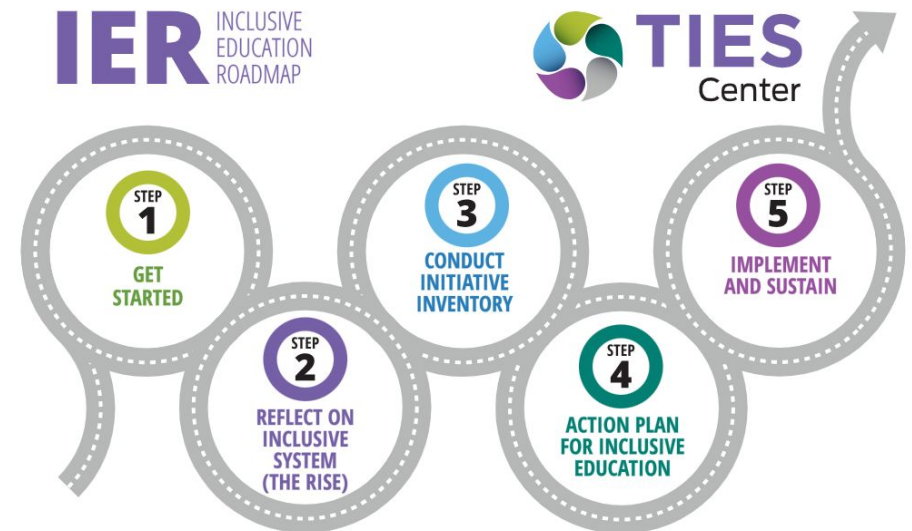 IER
INCLUSIVE
EDUCATION
ROADMAP
TIES
Center
STEP
1
GET
STARTED
STEP
2
REFLECT ON
INCLUSIVE
SYSTEM
(THE RISE)
STEP
3
CONDUCT
INITIATIVE
INVENTORY
STEP
4
ACTION PLAN
FOR INCLUSIVE
EDUCATION
STEP
5
IMPLEMENT
AND SUSTAIN